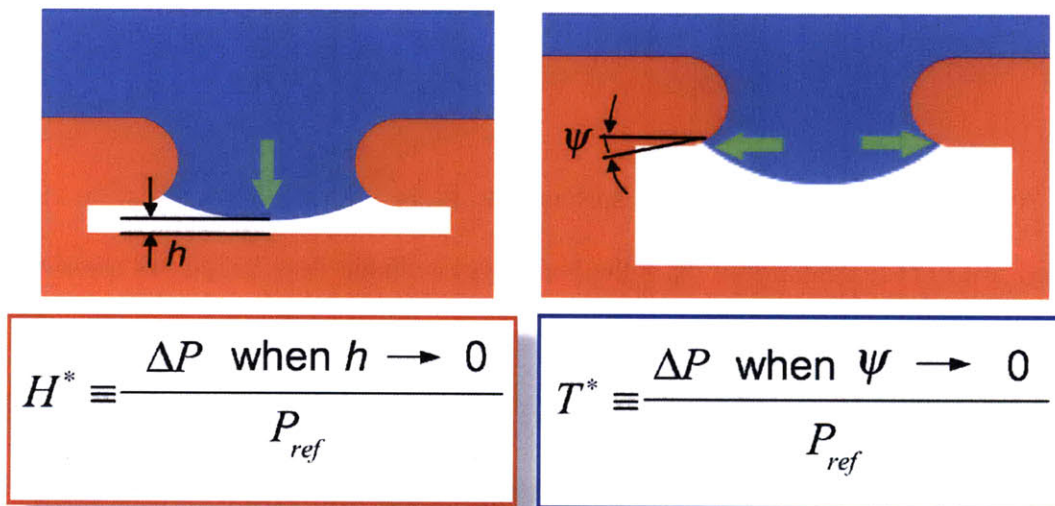 h
ψ
H* ≡ ΔP when h → 0 / P_ref
T* ≡ ΔP when ψ → 0 / P_ref